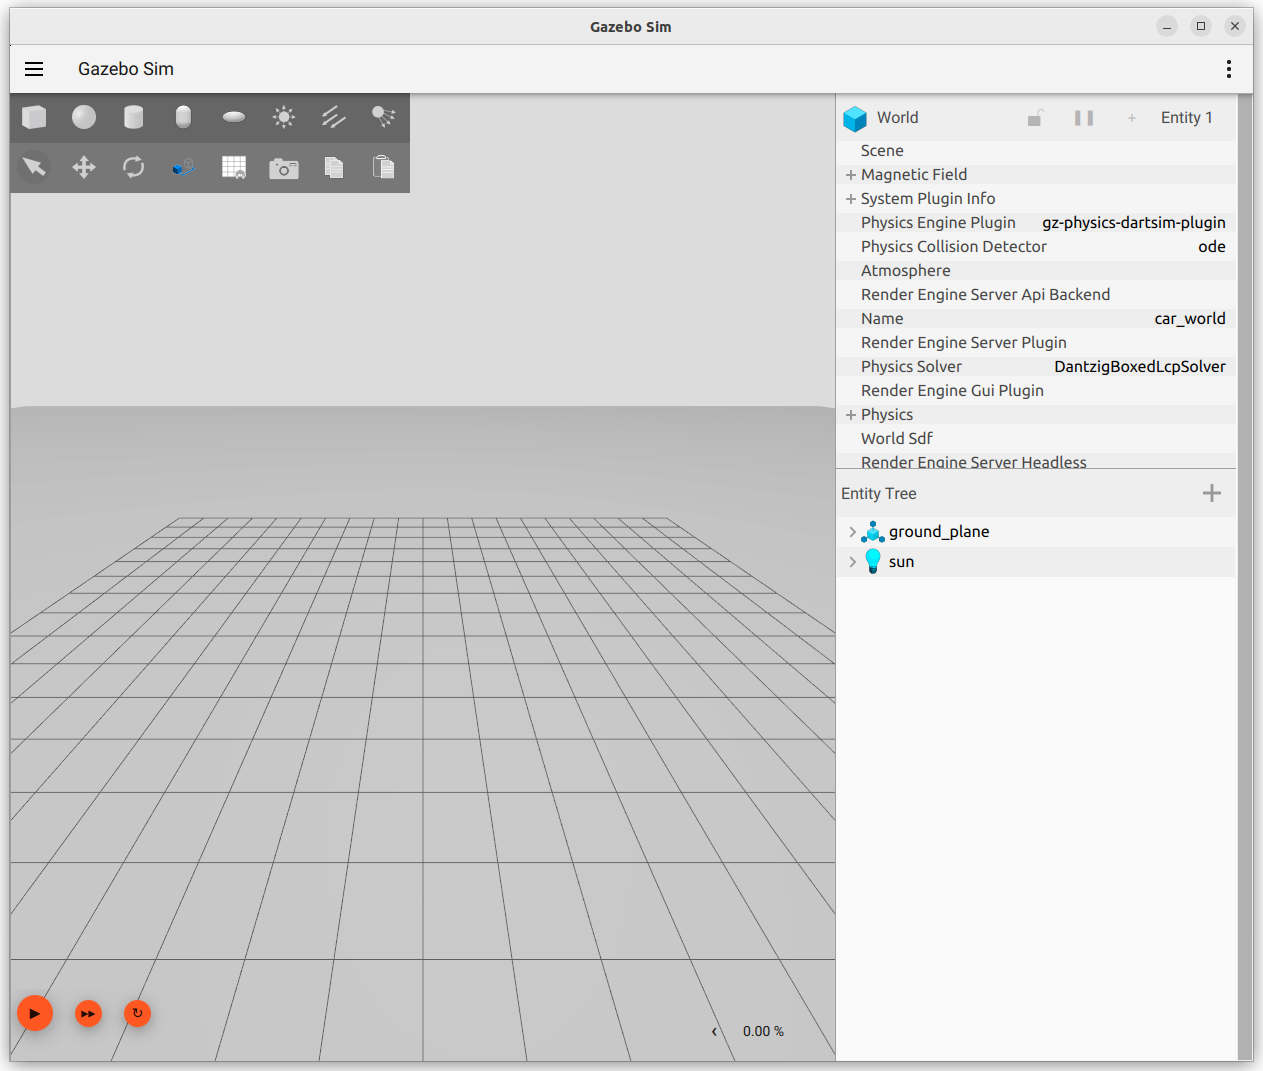 Gazebo Sim
Gazebo Sim
World Entity 1
Scene
Magnetic Field
System Plugin Info
Physics Engine Plugin gz-physics-dartsim-plugin
Physics Collision Detector ode
Atmosphere
Render Engine Server Api Backend
Name car_world
Render Engine Server Plugin
Physics Solver DantzigBoxedLcpSolver
Render Engine Gui Plugin
Physics
World Sdf
Render Engine Server Headless
Entity Tree
ground_plane
sun
0.00 %